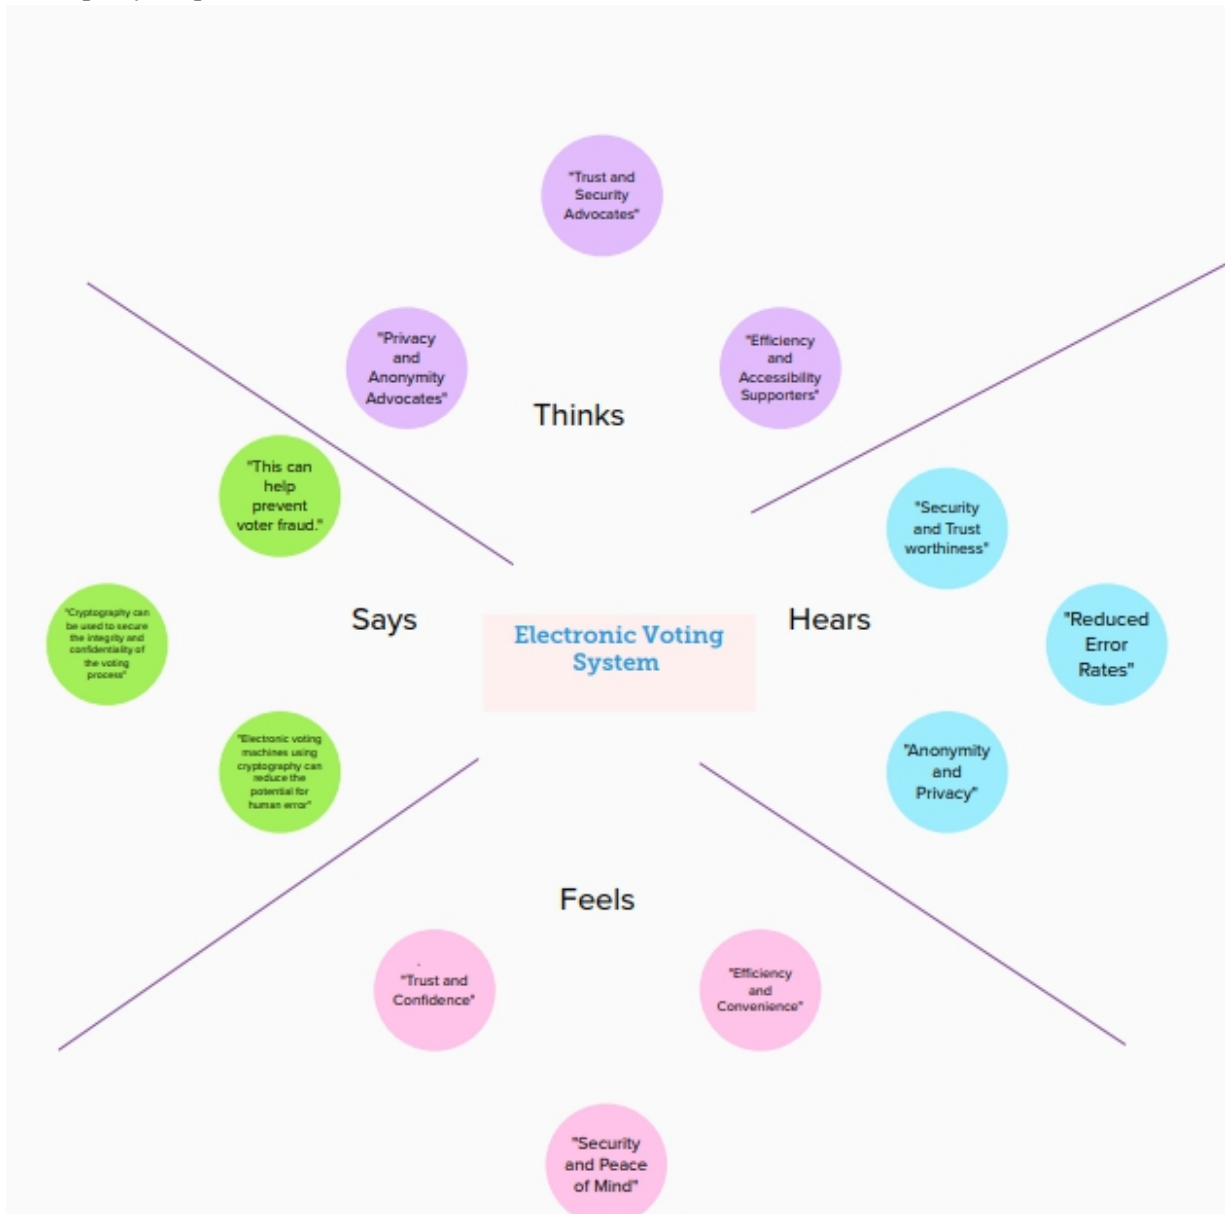 "Trust and
Security
Advocates"
"Privacy
and
Anonymity
Advocates"
"Efficiency
and
Accessibility
Supporters"
Thinks
"This can
help
prevent
voter fraud."
"Cryptography can
be used to secure
the integrity and
confidentiality of
the voting
process"
"Electronic voting
machines using
cryptography can
reduce the
potential for
human error"
Says
Electronic Voting
System
Hears
"Security
and Trust
worthiness"
"Reduced
Error
Rates"
"Anonymity
and
Privacy"
Feels
"Trust and
Confidence"
"Efficiency
and
Convenience"
"Security
and Peace
of Mind"